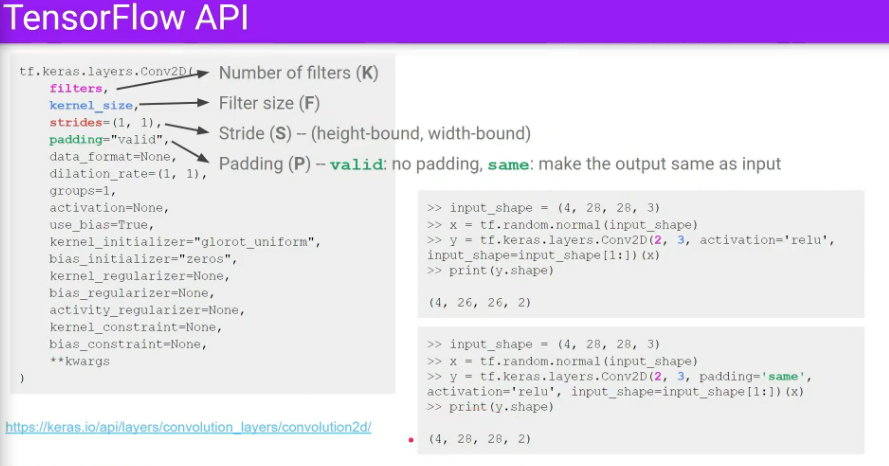 TensorFlow API
tf.keras.layers.Conv2D(
filters,
kernel_size,
strides=(1, 1),
padding="valid",
data_format=None,
dilation_rate=(1, 1),
groups=1,
activation=None,
use_bias=True,
kernel_initializer="glorot_uniform",
bias_initializer="zeros",
kernel_regularizer=None,
bias_regularizer=None,
activity_regularizer=None,
kernel_constraint=None,
bias_constraint=None,
**kwargs
)
Number of filters (K)
Filter size (F)
Stride (S) -- (height-bound, width-bound)
Padding (P) -- valid: no padding, same: make the output same as input
>> input_shape = (4, 28, 28, 3)
>> x = tf.random.normal(input_shape)
>> y = tf.keras.layers.Conv2D(2, 3, activation='relu',
input_shape=input_shape[1:])(x)
>> print(y.shape)
(4, 26, 26, 2)
>> input_shape = (4, 28, 28, 3)
>> x = tf.random.normal(input_shape)
>> y = tf.keras.layers.Conv2D(2, 3, padding='same',
activation='relu', input_shape=input_shape[1:])(x)
>> print(y.shape)
(4, 28, 28, 2)
https://keras.io/api/layers/convolution_layers/convolution2d/